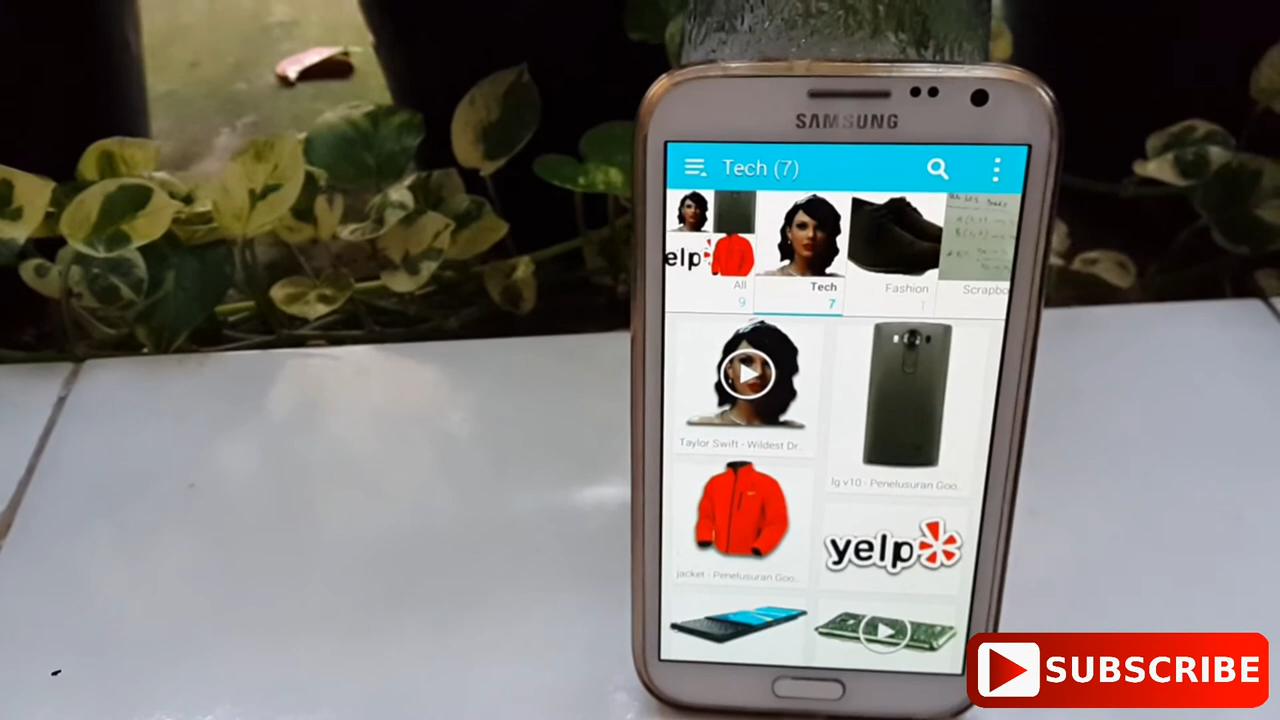 SAMSUNG
Tech (7)
elp
All
9
Tech
7
Fashion
1
Scrapbo
Taylor Swift - Wildest Dr..
lg v10 - Penelusuran Goo..
jacket - Penelusuran Goo..
yelp
SUBSCRIBE